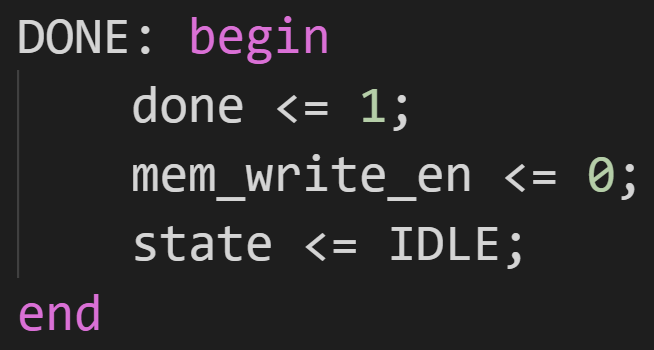 DONE: begin
    done <= 1;
    mem_write_en <= 0;
    state <= IDLE;
end